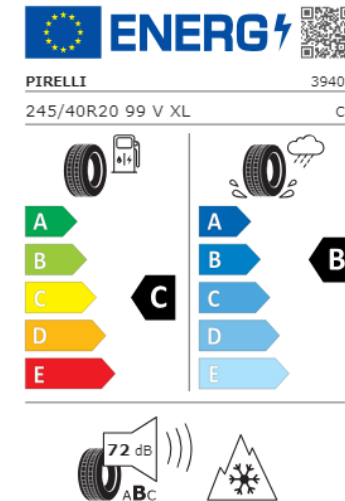 ENERG
PIRELLI 3940
245/40R20 99 V XL C
A A
B B B
C C C
D D
E E
72 dB
ABC